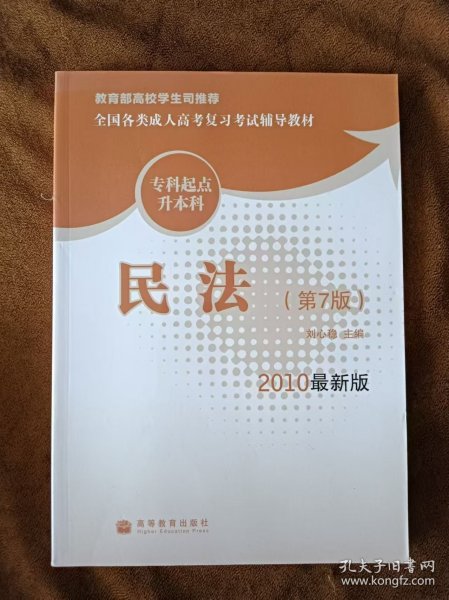 教育部高校学生司推荐
全国各类成人高考复习考试辅导教材
专科起点
升本科
民法
（第7版）
刘心稳 主编
2010最新版
高等教育出版社
Higher Education Press
孔夫子旧书网
www.kongfz.com